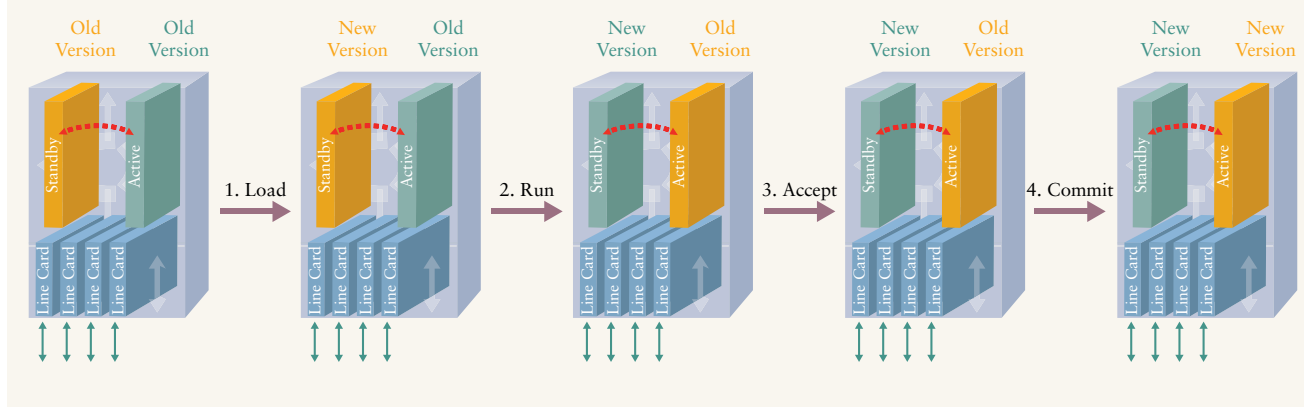 Old
Version
Old
Version
Standby
Active
Line Card
Line Card
Line Card
Line Card
1. Load
New
Version
Old
Version
Standby
Active
Line Card
Line Card
Line Card
Line Card
2. Run
New
Version
Old
Version
Standby
Active
Line Card
Line Card
Line Card
Line Card
3. Accept
New
Version
Old
Version
Standby
Active
Line Card
Line Card
Line Card
Line Card
4. Commit
New
Version
New
Version
Standby
Active
Line Card
Line Card
Line Card
Line Card